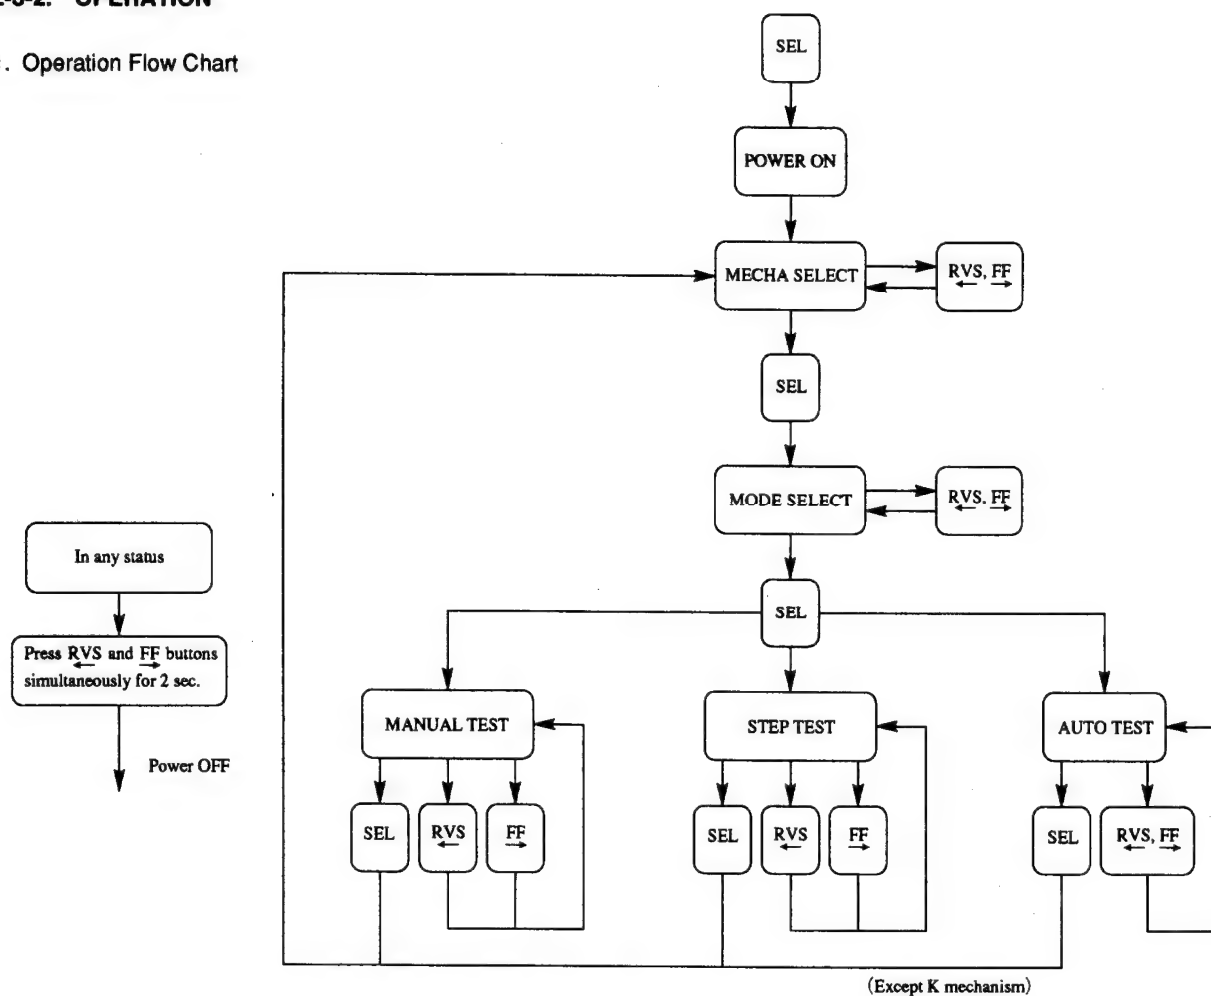 OPERATION
. Operation Flow Chart
SEL
POWER ON
MECHA SELECT
RVS, FF
SEL
MODE SELECT
RVS. FF
In any status
SEL
Press RVS and FF buttons
simultaneously for 2 sec.
MANUAL TEST
STEP TEST
AUTO TEST
Power OFF
SEL
RVS
FF
SEL
RVS
FF
SEL
RVS, FF
(Except K mechanism)